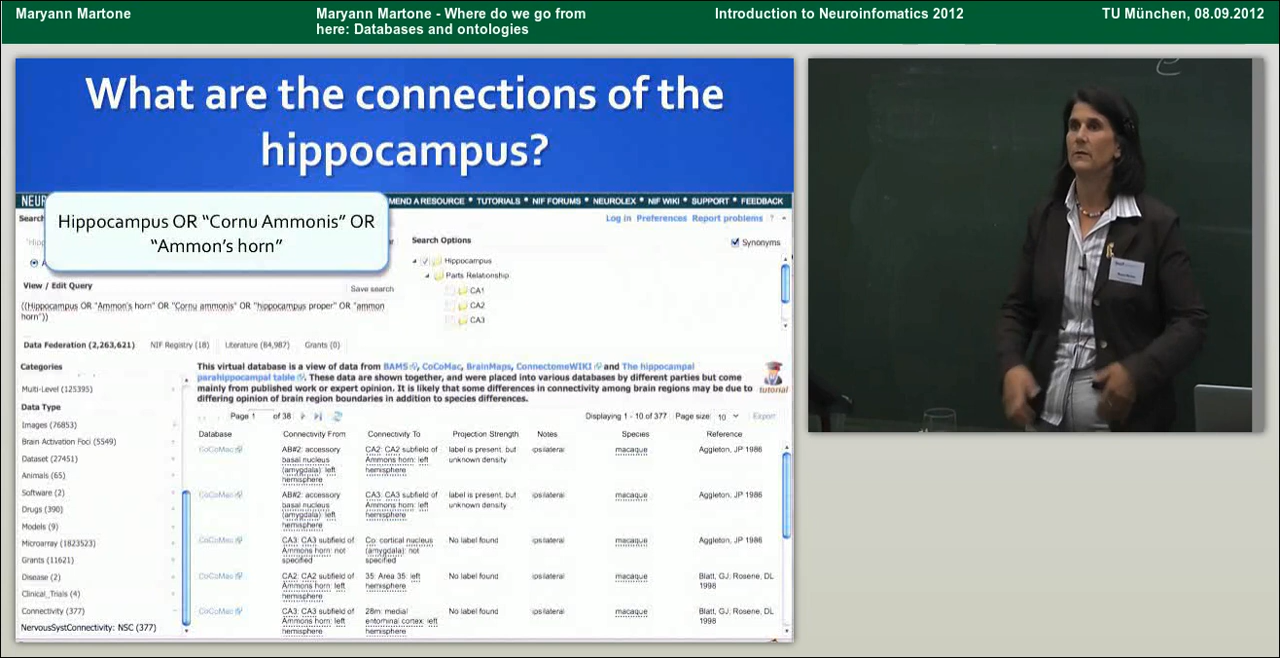 Maryann Martone
Maryann Martone - Where do we go from
here: Databases and ontologies
Introduction to Neuroinfomatics 2012
TU München, 08.09.2012
What are the connections of the
hippocampus?
NEUR
MEND A RESOURCE • TUTORIALS • NIF FORUMS • NEUROLEX • NIF WIKI • SUPPORT • FEEDBACK
Hippocampus OR “Cornu Ammonis” OR
“Ammon’s horn”
Search
Log in Preferences Report problems ?
Search Options
Synonyms
Hippocampus
Parts Relationship
CA1
CA2
CA3
View / Edit Query
Save search
((Hippocampus OR "Ammon's horn" OR "Cornu ammonis" OR "hippocampus proper" OR "ammon
horn"))
Data Federation (2,263,621) NIF Registry (18) Literature (84,987) Grants (0)
Categories
Multi-Level (125395)
Data Type
Images (76853)
Brain Activation Foci (5549)
Dataset (27451)
Animals (65)
Software (2)
Drugs (390)
Models (9)
Microarray (1823523)
Grants (11621)
Disease (2)
Clinical_Trials (4)
Connectivity (377)
NervousSystConnectivity: NSC (377)
This virtual database is a view of data from BAMS, CoCoMac, BrainMaps, ConnectomeWIKI and The hippocampal
parahippocampal table. These data are shown together, and were placed into various databases by different parties but come
mainly from published work or expert opinion. It is likely that some differences in connectivity among brain regions may be due to
differing opinion of brain region boundaries in addition to species differences.
tutorial
Page 1 of 38
Displaying 1 - 10 of 377 Page size: 10 Export
Database Connectivity From Connectivity To Projection Strength Notes Species Reference
CoCoMac AB#2: accessory CA2: CA2 subfield of label is present, but ipsilateral macaque Aggleton, JP 1986
basal nucleus Ammons horn: left unknown density
(amygdala): left hemisphere
hemisphere
CoCoMac AB#2: accessory CA3: CA3 subfield of label is present, but ipsilateral macaque Aggleton, JP 1986
basal nucleus Ammons horn: left unknown density
(amygdala): left hemisphere
hemisphere
CoCoMac CA3: CA3 subfield of Co: cortical nucleus No label found ipsilateral macaque Aggleton, JP 1986
Ammons horn: not (amygdala): not
specified specified
CoCoMac CA2: CA2 subfield of 35: Area 35: left No label found ipsilateral macaque Blatt, GJ; Rosene, DL
Ammons horn: left hemisphere 1998
hemisphere
CoCoMac CA3: CA3 subfield of 28m: medial No label found ipsilateral macaque Blatt, GJ; Rosene, DL
Ammons horn: left entorhinal cortex: left 1998
hemisphere hemisphere